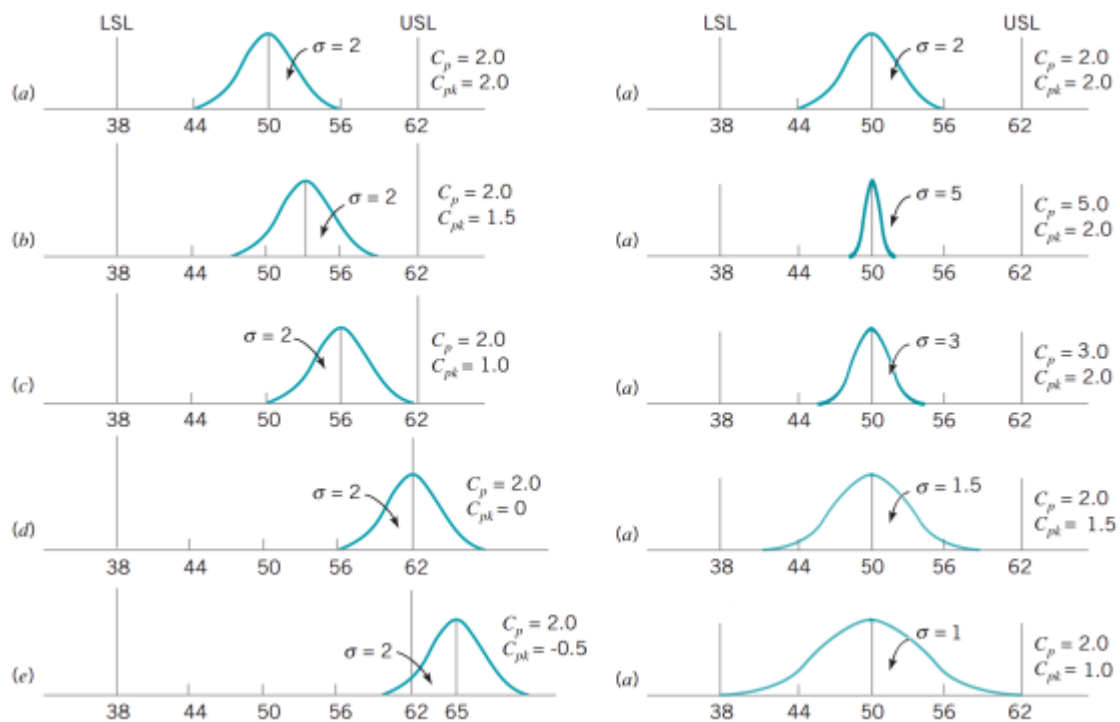 LSL USL
σ = 2
C_p = 2.0
C_pk = 2.0
(a)
38 44 50 56 62
σ = 2
C_p = 2.0
C_pk = 1.5
(b)
38 44 50 56 62
σ = 2
C_p = 2.0
C_pk = 1.0
(c)
38 44 50 56 62
σ = 2
C_p = 2.0
C_pk = 0
(d)
38 44 50 56 62
σ = 2
C_p = 2.0
C_pk = -0.5
(e)
38 44 50 56 62 65
LSL USL
σ = 2
C_p = 2.0
C_pk = 2.0
(a)
38 44 50 56 62
σ = 5
C_p = 5.0
C_pk = 2.0
(a)
38 44 50 56 62
σ = 3
C_p = 3.0
C_pk = 2.0
(a)
38 44 50 56 62
σ = 1.5
C_p = 2.0
C_pk = 1.5
(a)
38 44 50 56 62
σ = 1
C_p = 2.0
C_pk = 1.0
(a)
38 44 50 56 62